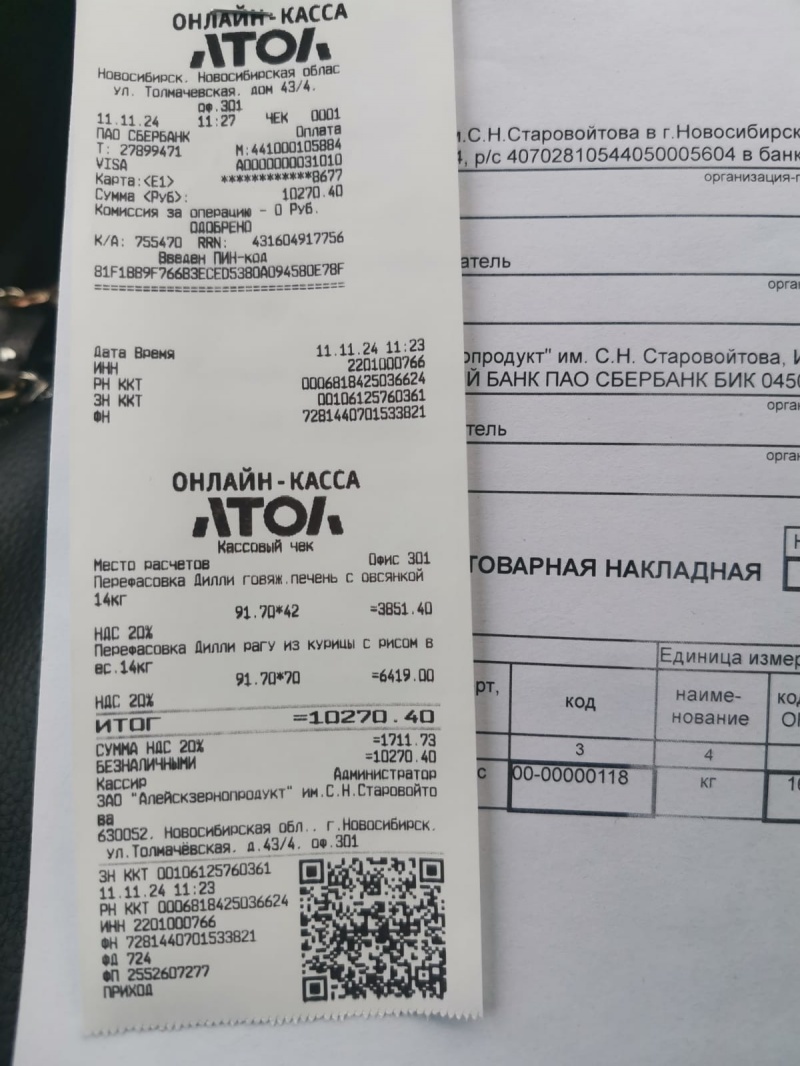 ОНЛАЙН-КАССА
АТОЛ
Новосибирск. Новосибирская облас
ул. Толмачевская. дом 43/4.
оф.301
11.11.24 11:27 ЧЕК 0001
ПАО СБЕРБАНК Оплата
Т: 27899471 М:441000105884
VISA A0000000031010
Карта:<E1> ************8677
Сумма <Руб>: 10270.40
Комиссия за операцию - 0 Руб.
ОДОБРЕНО
К/А: 755470 RRN: 431604917756
Введен ПИН-код
81F1BB9F766B3ECED5380A094580E78F
================================
Дата Время 11.11.24 11:23
ИНН 2201000766
РН ККТ 0006818425036624
ЗН ККТ 00106125760361
ФН 7281440701533821
ОНЛАЙН-КАССА
АТОЛ
Кассовый чек
Место расчетов Офис 301
Перефасовка Дилли говяж.печень с овсянкой
14кг
91.70*42 =3851.40
НДС 20%
Перефасовка Дилли рагу из курицы с рисом в
вс.14кг
91.70*70 =6419.00
НДС 20%
ИТОГ =10270.40
СУММА НДС 20% =1711.73
БЕЗНАЛИЧНЫМИ =10270.40
Кассир Администратор
ЗАО "Алейскзернопродукт" им.С.Н.Старовойто
ва
630052. Новосибирская обл.. г.Новосибирск.
ул.Толмачёвская. д.43/4. оф.301
ЗН ККТ 00106125760361
11.11.24 11:23
РН ККТ 0006818425036624
ИНН 2201000766
ФН 7281440701533821
ФД 724
ФП 2552607277
ПРИХОД
.С.Н.Старовойтова в г.Новосибирск
4, р/с 40702810544050005604 в банк
организация-г
атель
орга
опродукт" им. С.Н. Старовойтова, И
Й БАНК ПАО СБЕРБАНК БИК 0450
орга
тель
орган
ТОВАРНАЯ НАКЛАДНАЯ
Н
Единица измер
рт, код наиме- код
нование ОК
3 4
с 00-00000118 кг 16